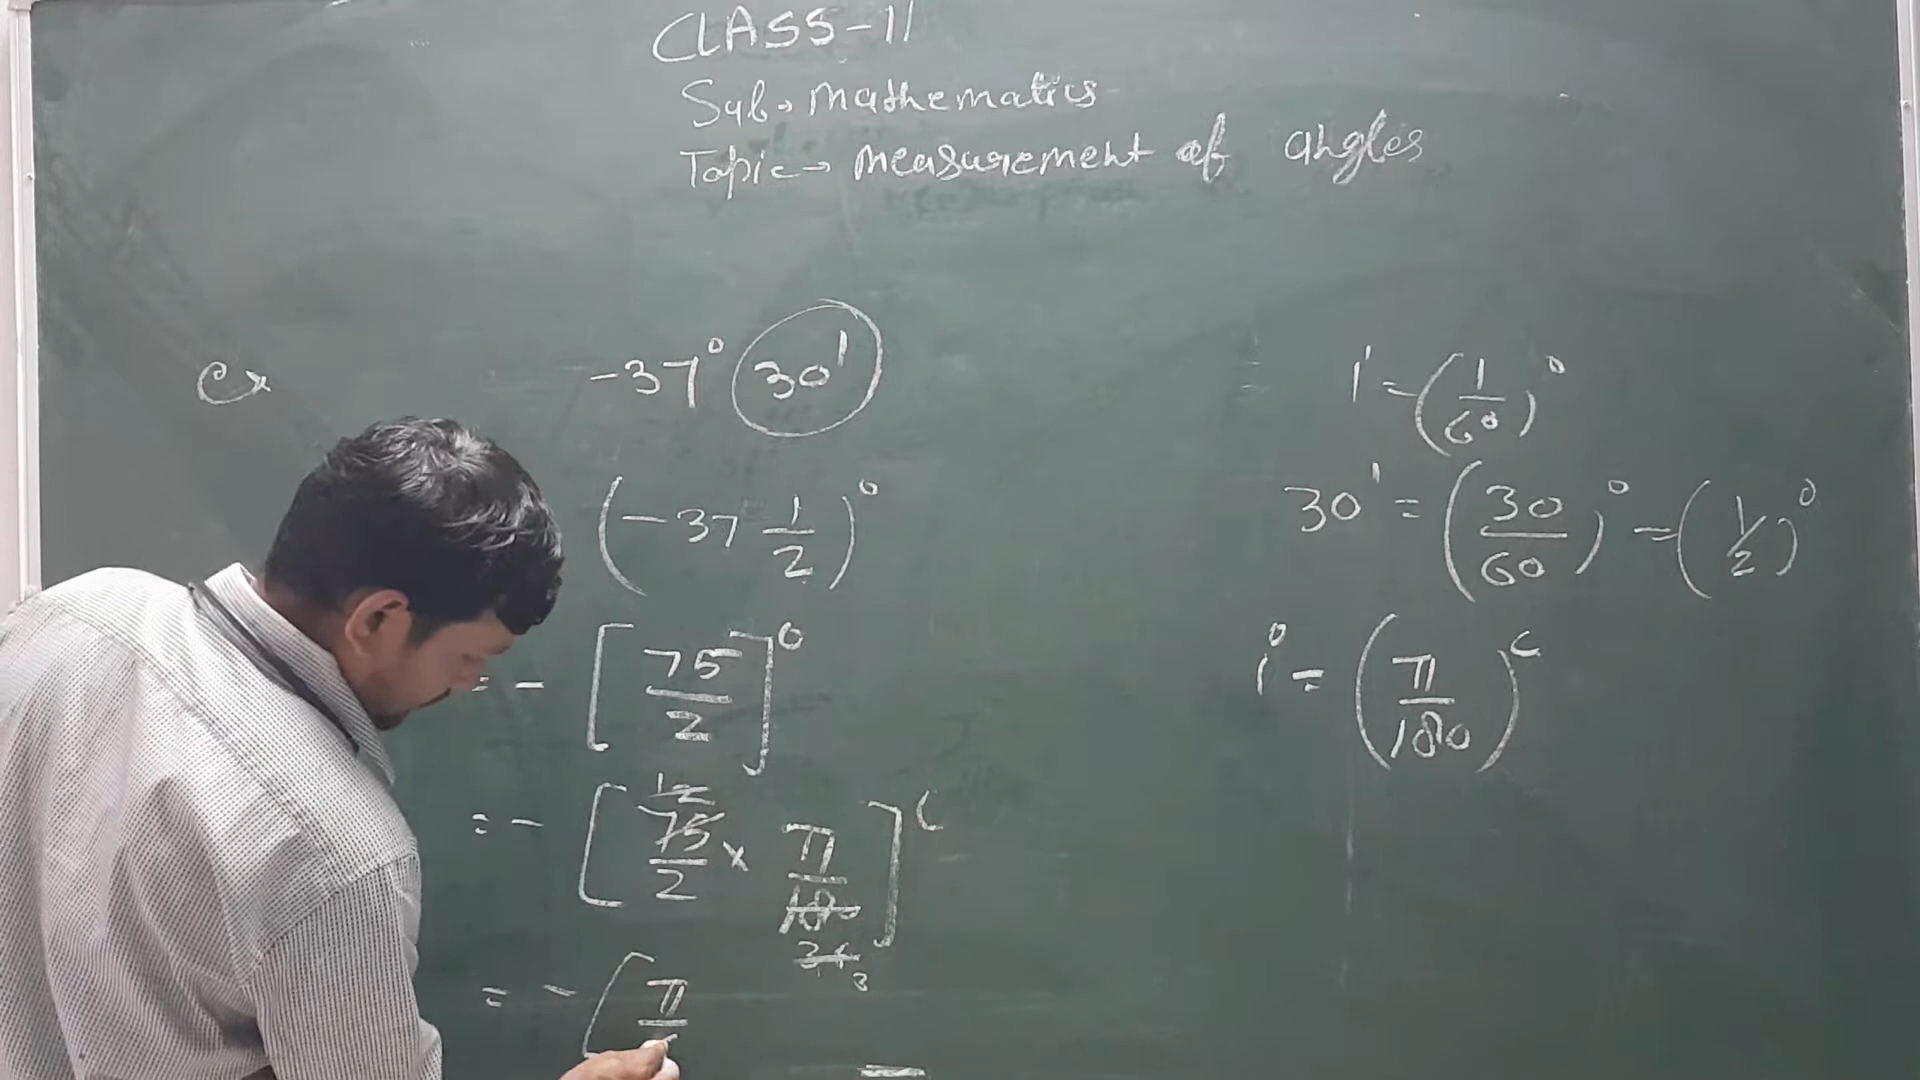 CLASS-11
Sub→ Mathematics
Topic→ Measurement of angles
-37° 30'
(-37 1/2)°
= - [75/2]°
= - [75/2 × π/180]ᶜ
= - [π/
1' = (1/60)°
30' = (30/60)° = (1/2)°
1° = (π/180)ᶜ